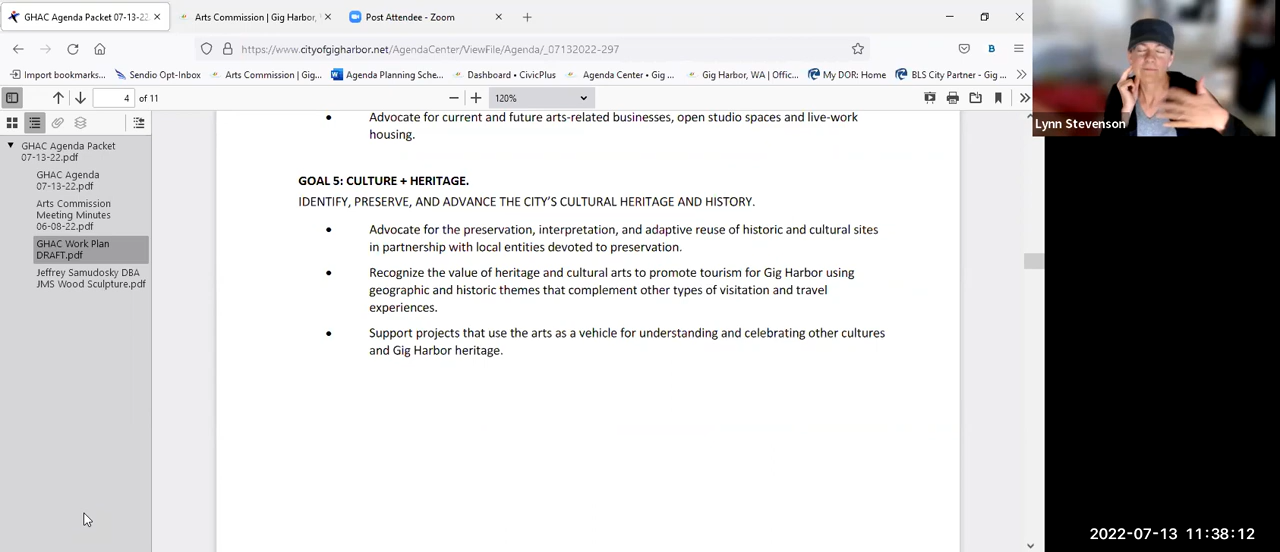 GHAC Agenda Packet 07-13-22.
Arts Commission | Gig Harbor,
Post Attendee - Zoom
https://www.cityofgigharbor.net/AgendaCenter/ViewFile/Agenda/_07132022-297
Import bookmarks...
Sendio Opt-Inbox
Arts Commission | Gig...
Agenda Planning Sche...
Dashboard • CivicPlus
Agenda Center • Gig ...
Gig Harbor, WA | Offic...
My DOR: Home
BLS City Partner - Gig ...
4 of 11
120%
GHAC Agenda Packet
07-13-22.pdf
GHAC Agenda
07-13-22.pdf
Arts Commission
Meeting Minutes
06-08-22.pdf
GHAC Work Plan
DRAFT.pdf
Jeffrey Samudosky DBA
JMS Wood Sculpture.pdf
• Advocate for current and future arts-related businesses, open studio spaces and live-work
housing.
GOAL 5: CULTURE + HERITAGE.
IDENTIFY, PRESERVE, AND ADVANCE THE CITY'S CULTURAL HERITAGE AND HISTORY.
• Advocate for the preservation, interpretation, and adaptive reuse of historic and cultural sites
in partnership with local entities devoted to preservation.
• Recognize the value of heritage and cultural arts to promote tourism for Gig Harbor using
geographic and historic themes that complement other types of visitation and travel
experiences.
• Support projects that use the arts as a vehicle for understanding and celebrating other cultures
and Gig Harbor heritage.
Lynn Stevenson
2022-07-13 11:38:12